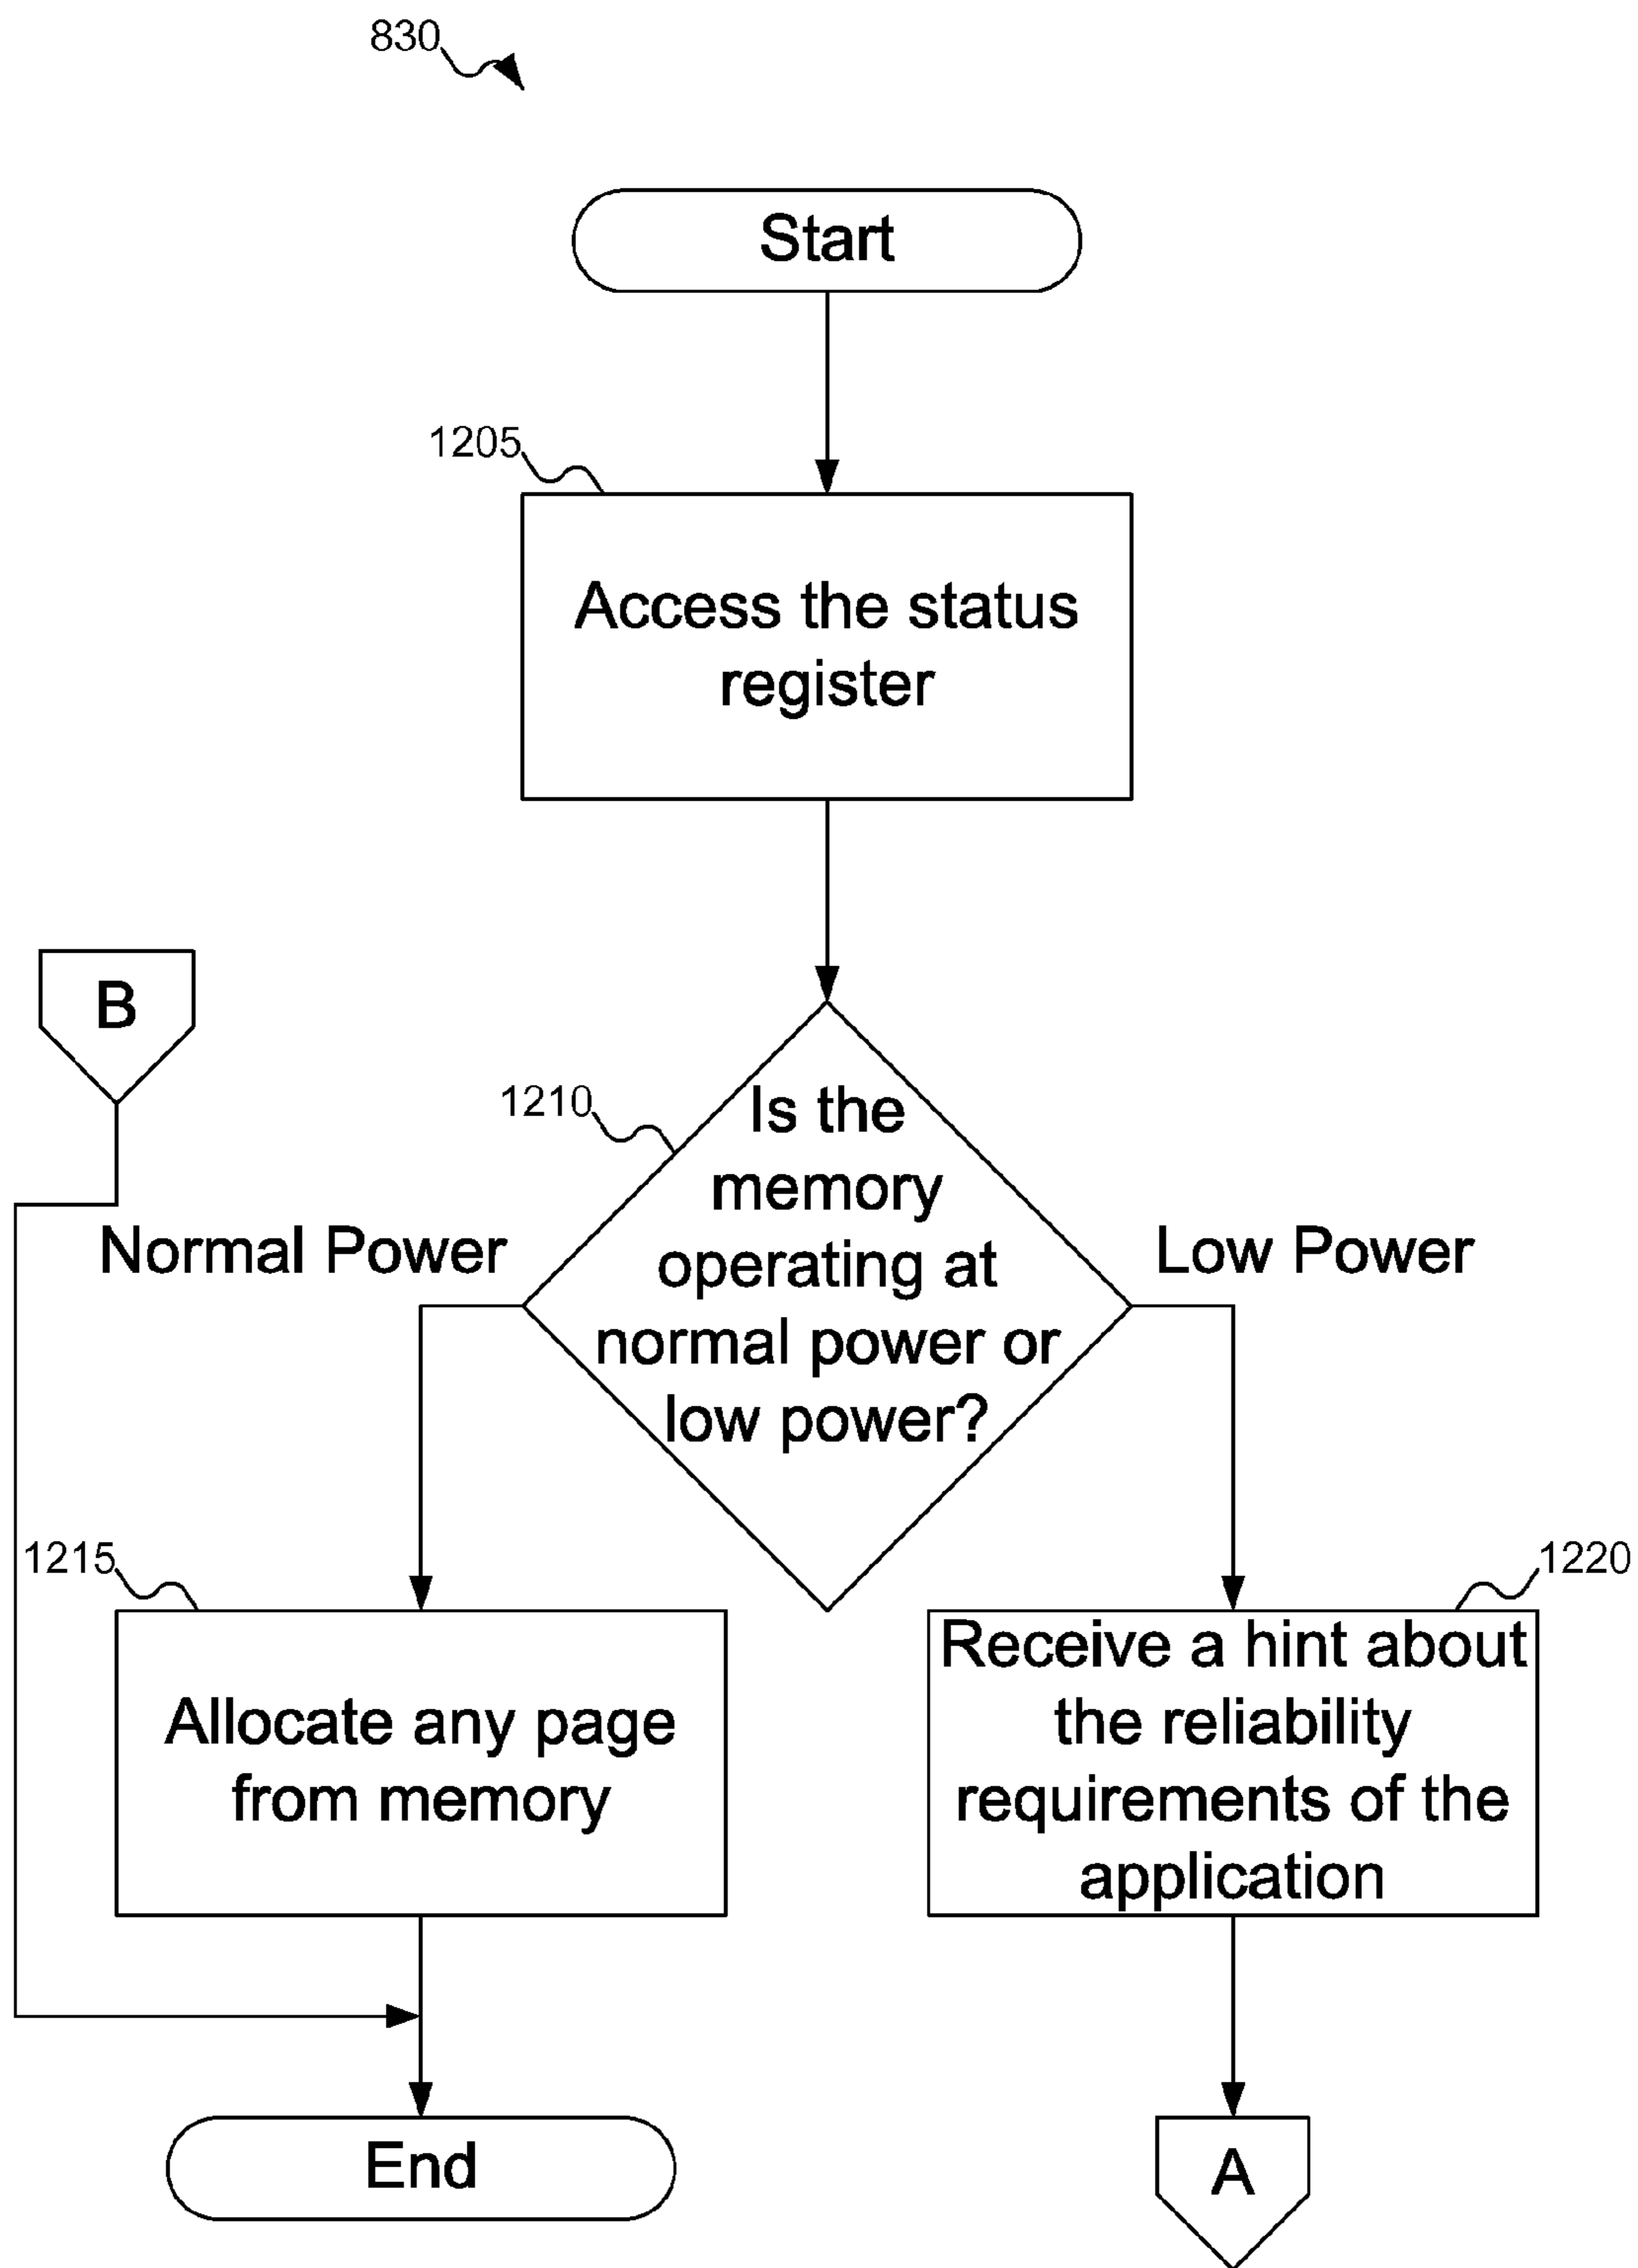 830
Start
1205
Access the status
register
B
1210
Is the
memory
operating at
normal power or
low power?
Normal Power
Low Power
1215
Allocate any page
from memory
1220
Receive a hint about
the reliability
requirements of the
application
End
A